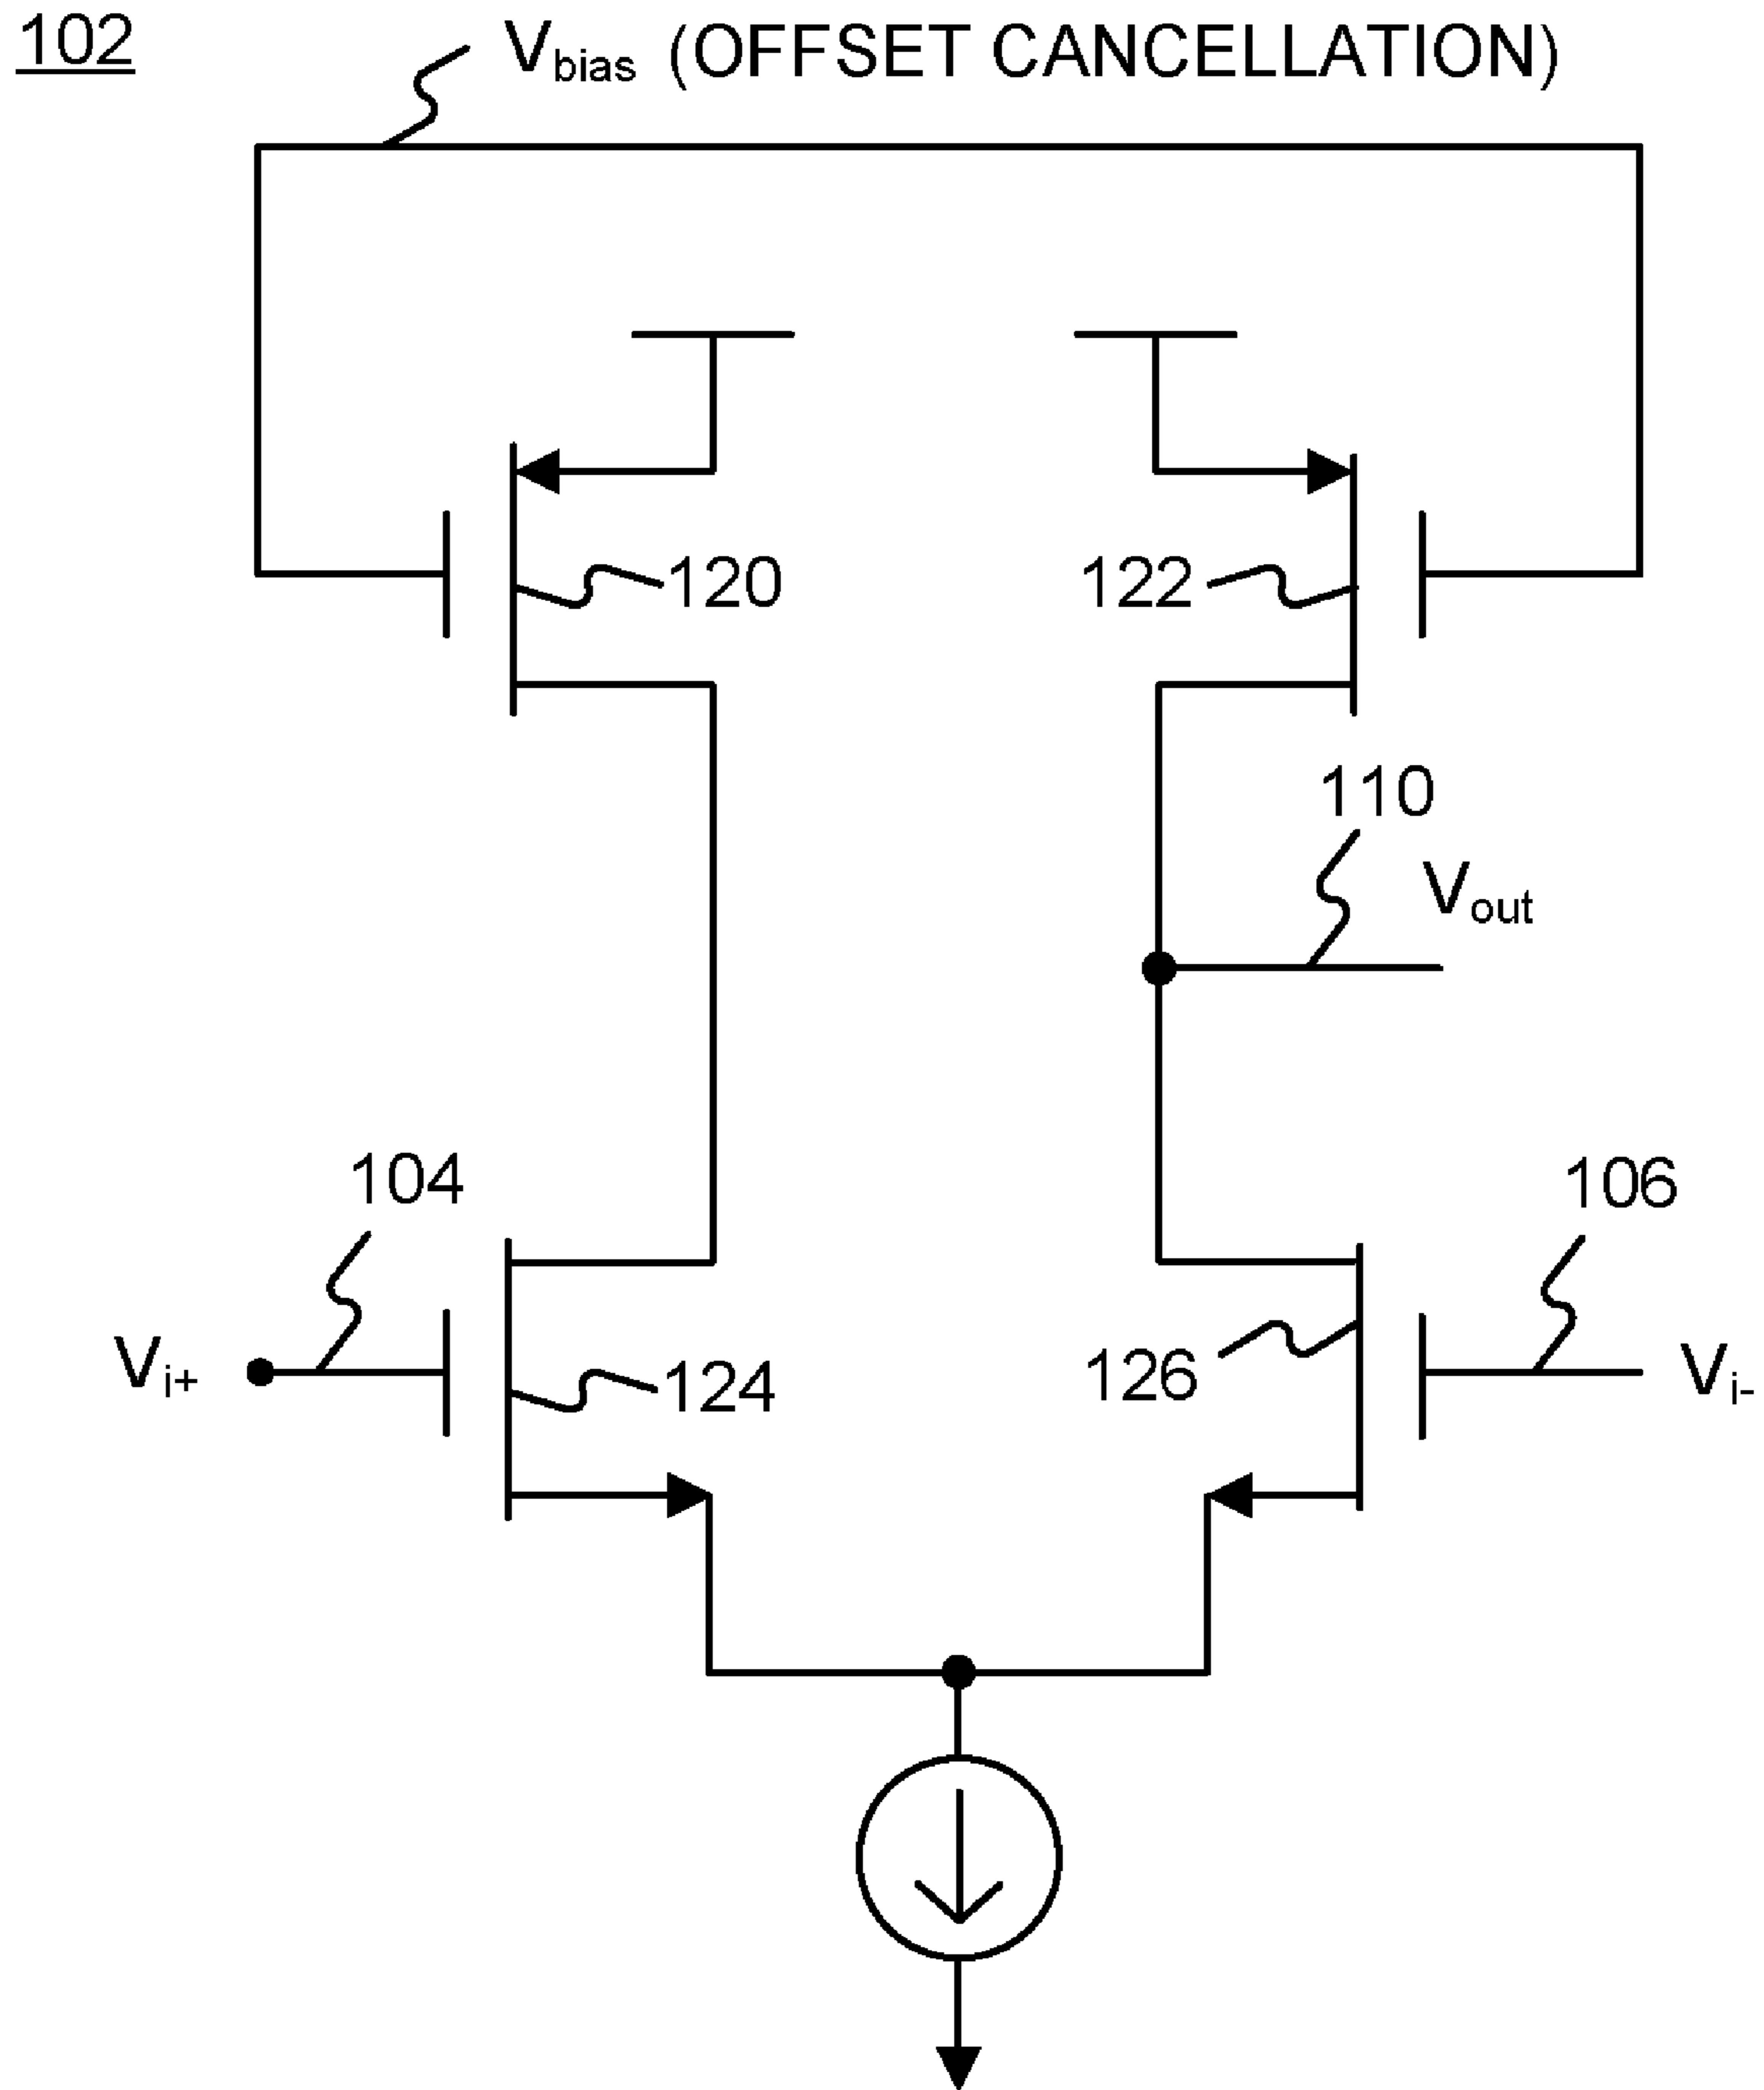 102
Vbias (OFFSET CANCELLATION)
120
122
110
Vout
104
106
Vi+
124
126
Vi-